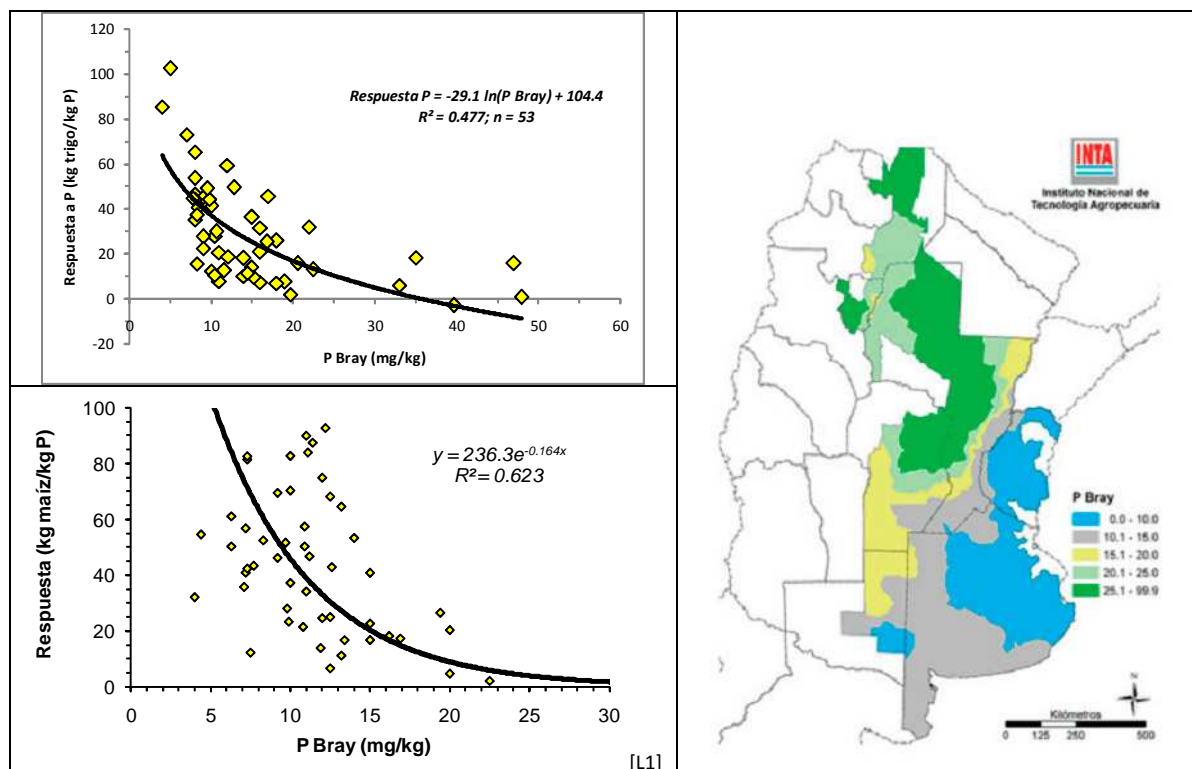 120
100
80
60
40
20
0
-20
0
10
20
30
40
50
60
Respuesta a P (kg trigo/kg P)
P Bray (mg/kg)
Respuesta P = -29.1 ln(P Bray) + 104.4
R² = 0.477; n = 53
100
80
60
40
20
0
0
5
10
15
20
25
30
Respuesta (kg maíz/kgP)
P Bray (mg/kg)
y = 236.3e^-0.164x
R² = 0.623
[L1]
INTA
Instituto Nacional de
Tecnología Agropecuaria
P Bray
0.0 - 10.0
10.1 - 15.0
15.1 - 20.0
20.1 - 25.0
25.1 - 99.9
N
Kilómetros
0 125 250 500